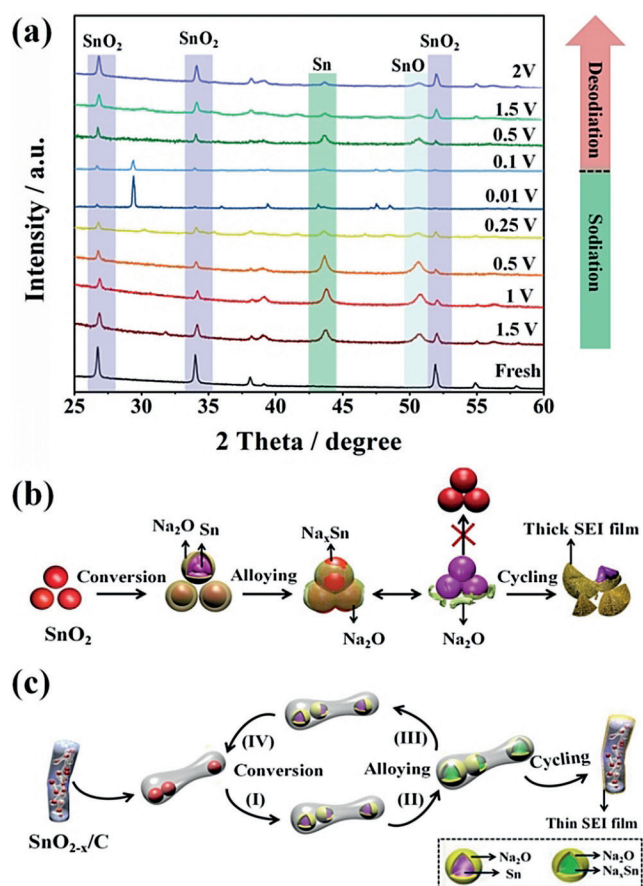 (a)
SnO₂
SnO₂
Sn
SnO
SnO₂
2V
1.5 V
0.5 V
0.1 V
0.01 V
0.25 V
0.5 V
1 V
1.5 V
Fresh
Intensity / a.u.
25 30 35 40 45 50 55 60
2 Theta / degree
Desodiation
Sodiation
(b)
Na₂O
Sn
NaₓSn
Thick SEI film
Conversion
Alloying
Cycling
SnO₂
Na₂O
Na₂O
(c)
(IV)
(III)
Conversion
Alloying
Cycling
(I)
(II)
SnO₂₋ₓ/C
Thin SEI film
Na₂O
Sn
Na₂O
NaₓSn